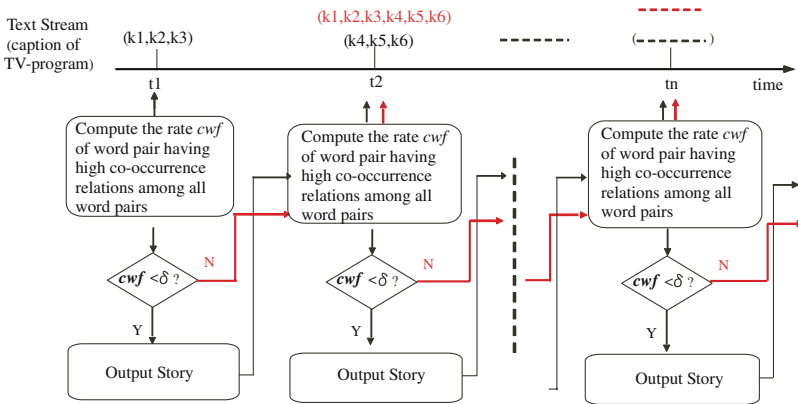 Text Stream
(caption of
TV-program)
(k1,k2,k3)
(k1,k2,k3,k4,k5,k6)
(k4,k5,k6)
( )
t1
t2
tn
time
Compute the rate cwf
of word pair having
high co-occurrence
relations among all
word pairs
Compute the rate cwf
of word pair having
high co-occurrence
relations among all
word pairs
Compute the rate cwf
of word pair having
high co-occurrence
relations among all
word pairs
cwf <δ ?
N
Y
cwf <δ ?
N
Y
cwf <δ ?
N
Y
Output Story
Output Story
Output Story